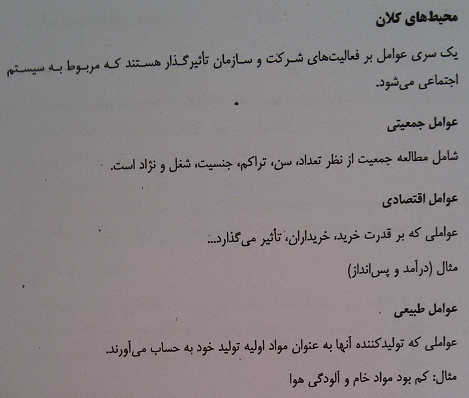 محیط‌های کلان
یک سری عوامل بر فعالیت‌های شرکت و سازمان تأثیرگذار هستند که مربوط به سیستم
اجتماعی می‌شود.
عوامل جمعیتی
شامل مطالعه جمعیت از نظر تعداد، سن، تراکم، جنسیت، شغل و نژاد است.
عوامل اقتصادی
عواملی که بر قدرت خرید، خریداران، تأثیر می‌گذارد...
مثال (درآمد و پس‌انداز)
عوامل طبیعی
عواملی که تولیدکننده آنها به عنوان مواد اولیه تولید خود به حساب می‌آورند.
مثال: کم بود مواد خام و آلودگی هوا